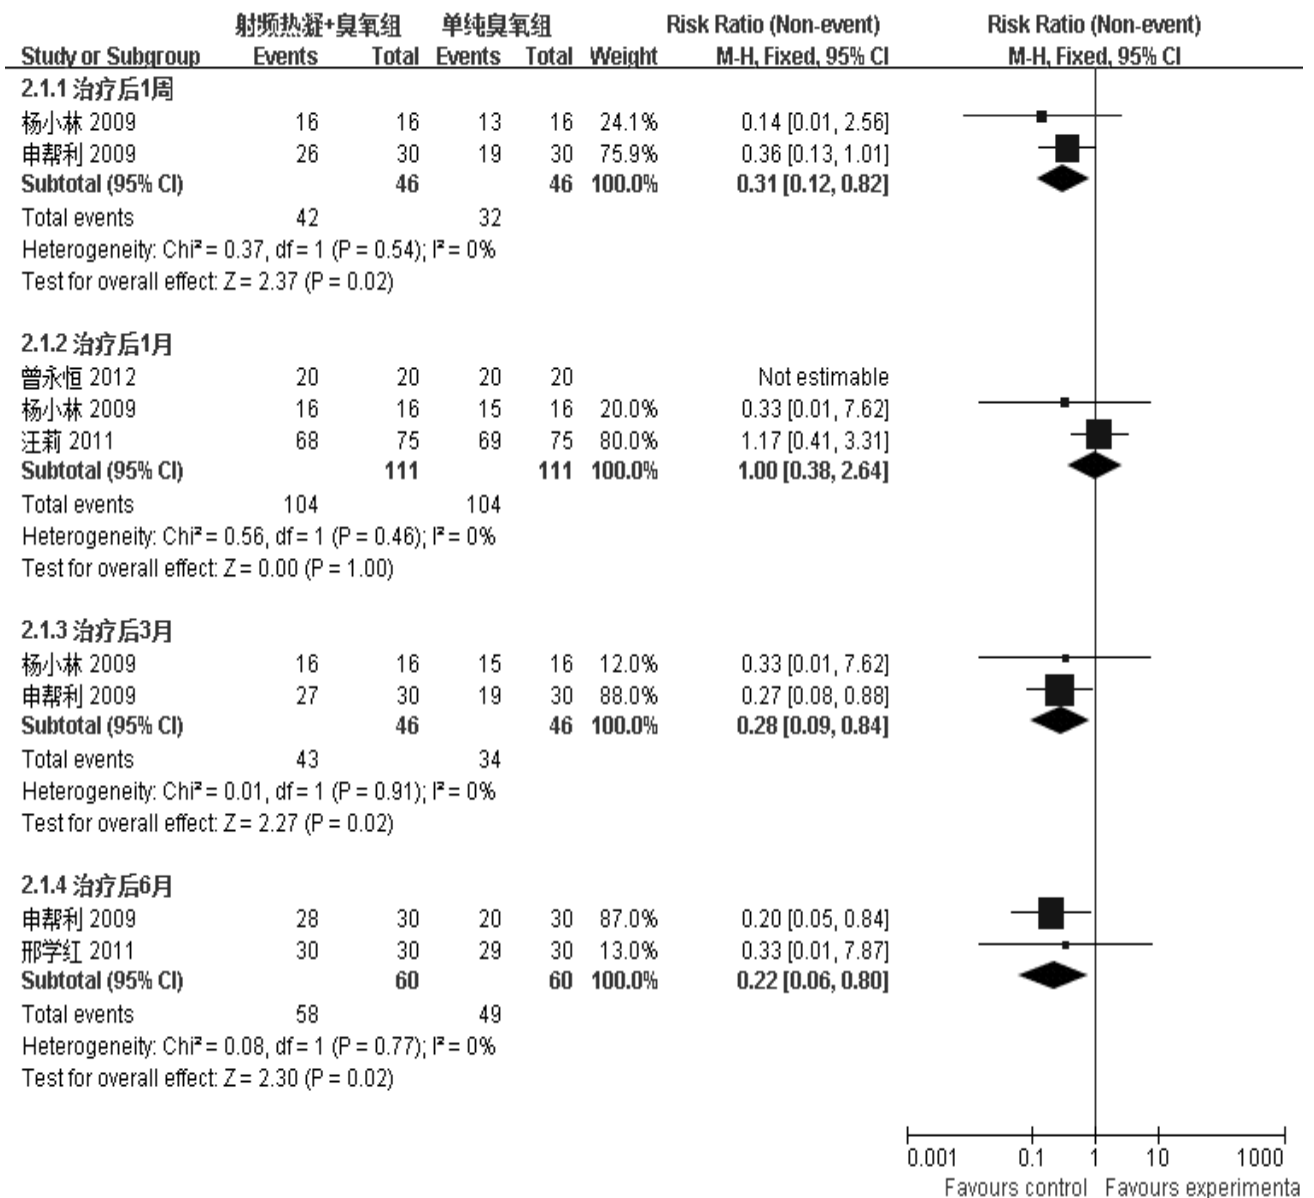 射频热凝+臭氧组 单纯臭氧组 Risk Ratio (Non-event) Risk Ratio (Non-event)
Study or Subgroup Events Total Events Total Weight M-H, Fixed, 95% CI M-H, Fixed, 95% CI
2.1.1 治疗后1周
杨小林 2009 16 16 13 16 24.1% 0.14 [0.01, 2.56]
申帮利 2009 26 30 19 30 75.9% 0.36 [0.13, 1.01]
Subtotal (95% CI) 46 46 100.0% 0.31 [0.12, 0.82]
Total events 42 32
Heterogeneity: Chi² = 0.37, df = 1 (P = 0.54); I² = 0%
Test for overall effect: Z = 2.37 (P = 0.02)
2.1.2 治疗后1月
曾永恒 2012 20 20 20 20 Not estimable
杨小林 2009 16 16 15 16 20.0% 0.33 [0.01, 7.62]
汪莉 2011 68 75 69 75 80.0% 1.17 [0.41, 3.31]
Subtotal (95% CI) 111 111 100.0% 1.00 [0.38, 2.64]
Total events 104 104
Heterogeneity: Chi² = 0.56, df = 1 (P = 0.46); I² = 0%
Test for overall effect: Z = 0.00 (P = 1.00)
2.1.3 治疗后3月
杨小林 2009 16 16 15 16 12.0% 0.33 [0.01, 7.62]
申帮利 2009 27 30 19 30 88.0% 0.27 [0.08, 0.88]
Subtotal (95% CI) 46 46 100.0% 0.28 [0.09, 0.84]
Total events 43 34
Heterogeneity: Chi² = 0.01, df = 1 (P = 0.91); I² = 0%
Test for overall effect: Z = 2.27 (P = 0.02)
2.1.4 治疗后6月
申帮利 2009 28 30 20 30 87.0% 0.20 [0.05, 0.84]
邢学红 2011 30 30 29 30 13.0% 0.33 [0.01, 7.87]
Subtotal (95% CI) 60 60 100.0% 0.22 [0.06, 0.80]
Total events 58 49
Heterogeneity: Chi² = 0.08, df = 1 (P = 0.77); I² = 0%
Test for overall effect: Z = 2.30 (P = 0.02)
0.001 0.1 1 10 1000
Favours control Favours experimenta